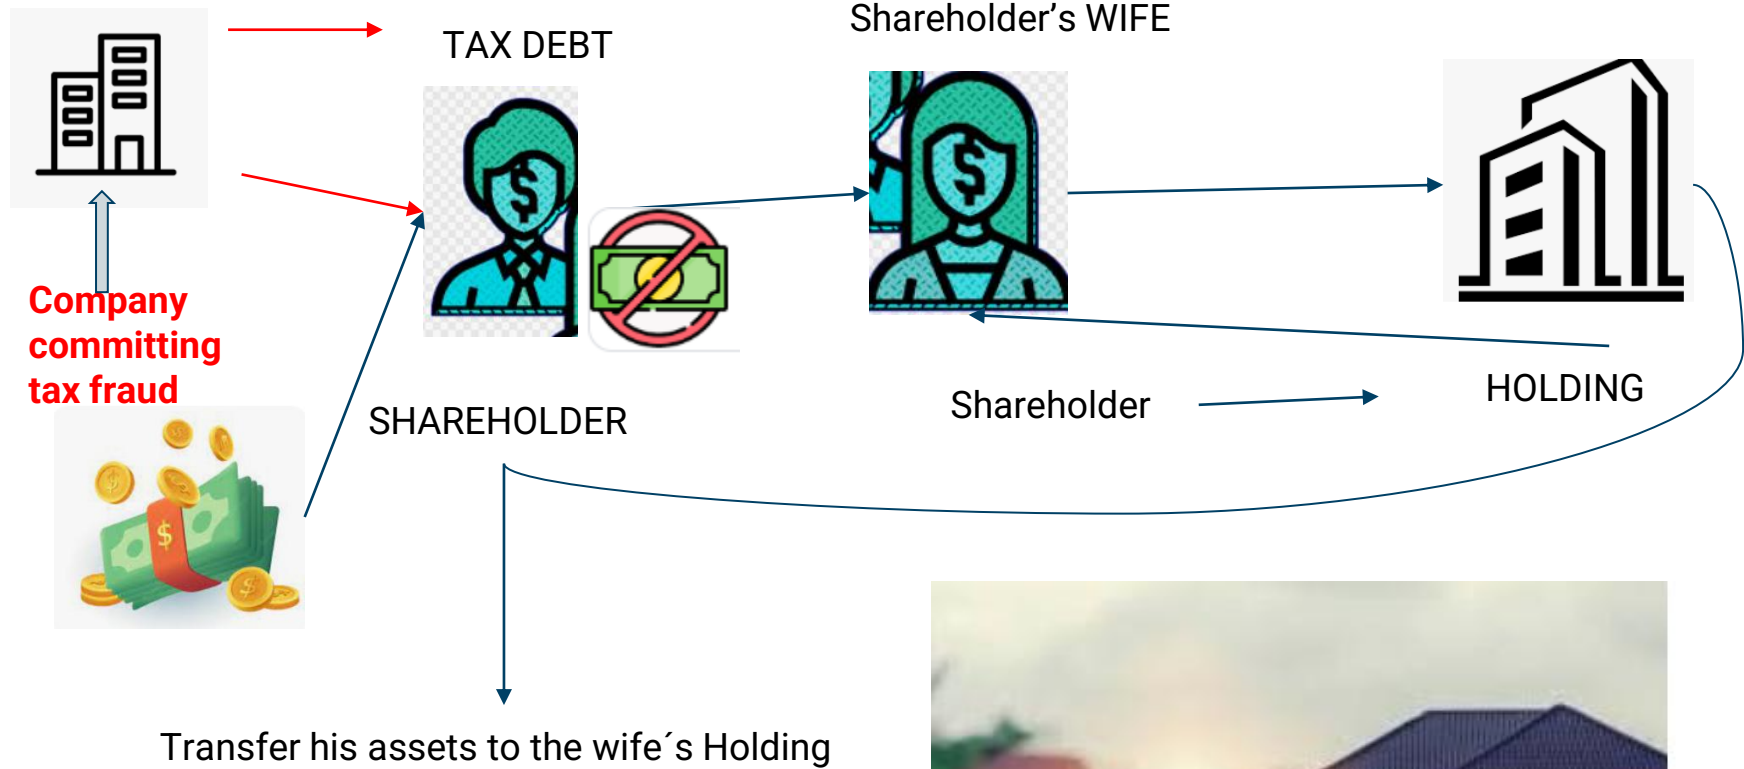 Shareholder’s WIFE
TAX DEBT
Company
committing
tax fraud
SHAREHOLDER
Shareholder
HOLDING
Transfer his assets to the wife´s Holding